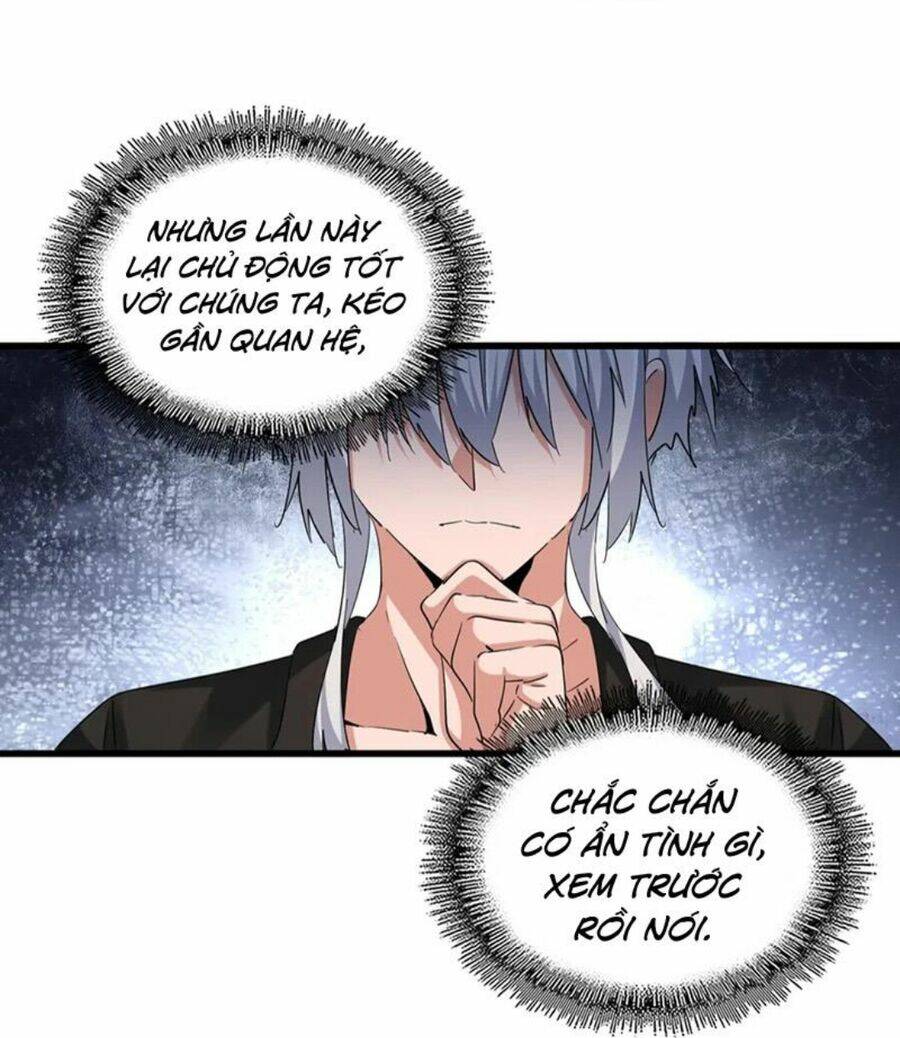 NHƯNG LẦN NÀY
LẠI CHỦ ĐỘNG TỐT
VỚI CHÚNG TA, KÉO
GẦN QUAN HỆ,
CHẮC CHẮN
CÓ ẨN TÌNH GÌ,
XEM TRƯỚC
RỒI NÓI.